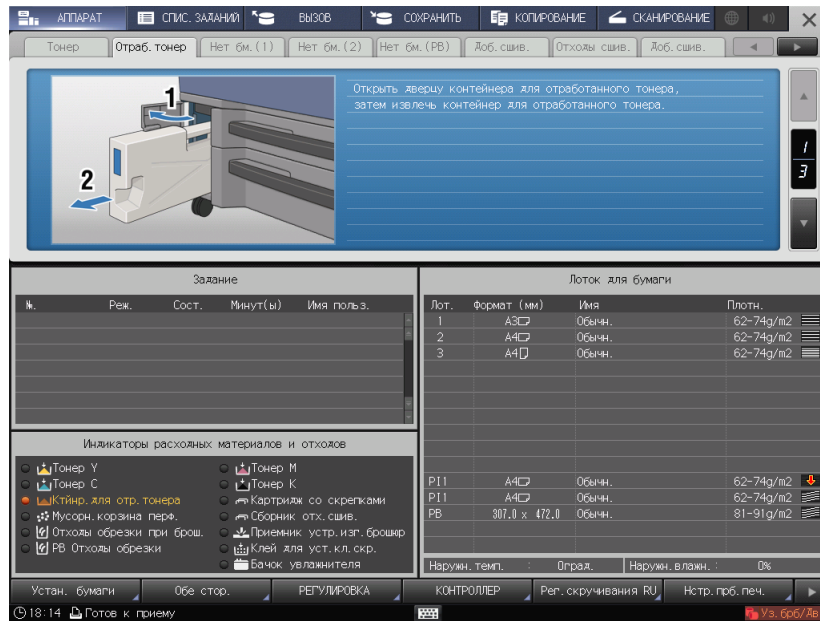 АППАРАТ СПИС. ЗАДАНИЙ ВЫЗОВ СОХРАНИТЬ КОПИРОВАНИЕ СКАНИРОВАНИЕ
Тонер Отраб. тонер Нет бм.(1) Нет бм.(2) Нет бм.(PB) Доб. сшив. Отходы сшив. Доб. сшив.
Открыть дверцу контейнера для отработанного тонера,
затем извлечь контейнер для отработанного тонера.
1
2
1
3
Задание
№. Реж. Сост. Минут(ы) Имя польз.
Лоток для бумаги
Лот. Формат (мм) Имя Плотн.
1 A3 Обычн. 62-74g/m2
2 A4 Обычн. 62-74g/m2
3 A4 Обычн. 62-74g/m2
PI1 A4 Обычн. 62-74g/m2
PI1 A4 Обычн. 62-74g/m2
PB 307.0 x 472.0 Обычн. 81-91g/m2
Наружн. темп. : 0град. Наружн. влажн. : 0%
Индикаторы расходных материалов и отходов
Тонер Y Тонер M
Тонер C Тонер K
Ктйнр. для отр. тонера Картридж со скрепками
Мусорн. корзина перф. Сборник отх. сшив.
Отходы обрезки при брош. Приемник устр. изг. брошюр
PB Отходы обрезки Клей для уст. кл. скр.
Бачок увлажнителя
Устан. бумаги Обе стор. РЕГУЛИРОВКА КОНТРОЛЛЕР Рег. скручивания RU Нстр. прб. печ.
18:14 Готов к приему Уз. брб/Дв